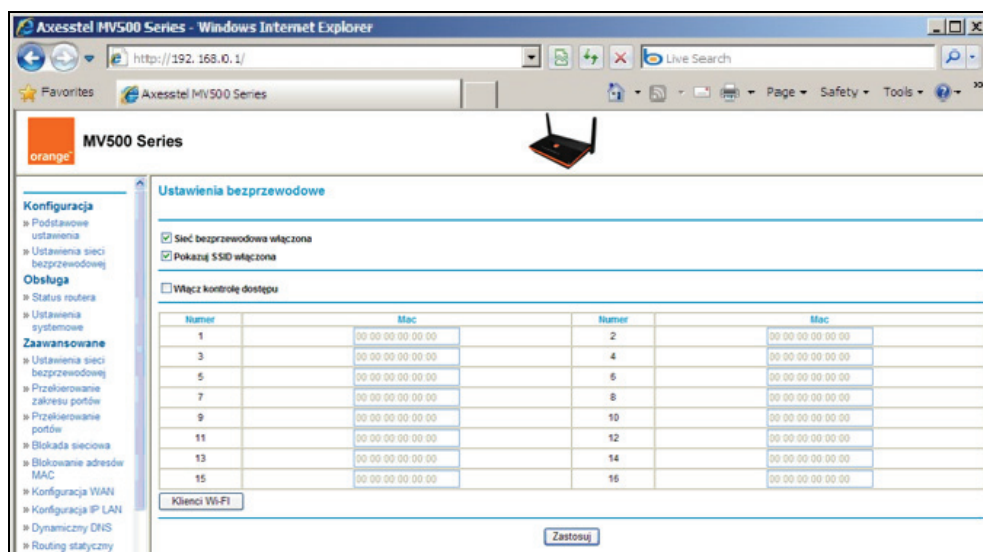 Axesstel MV500 Series - Windows Internet Explorer
http://192.168.0.1/
Live Search
Favorites
Axesstel MV500 Series
Page
Safety
Tools
orange
MV500 Series
Konfiguracja
» Podstawowe
ustawienia
» Ustawienia sieci
bezprzewodowej
Obsługa
» Status routera
» Ustawienia
systemowe
Zaawansowane
» Ustawienia sieci
bezprzewodowej
» Przekierowanie
zakresu portów
» Przekierowanie
portów
» Blokada sieciowa
» Blokowanie adresów
MAC
» Konfiguracja WAN
» Konfiguracja IP LAN
» Dynamiczny DNS
» Routing statyczny
Ustawienia bezprzewodowe
Sieć bezprzewodowa włączona
Pokazuj SSID włączona
Włącz kontrolę dostępu
Numer Mac Numer Mac
1 00:00:00:00:00:00 2 00:00:00:00:00:00
3 00:00:00:00:00:00 4 00:00:00:00:00:00
5 00:00:00:00:00:00 6 00:00:00:00:00:00
7 00:00:00:00:00:00 8 00:00:00:00:00:00
9 00:00:00:00:00:00 10 00:00:00:00:00:00
11 00:00:00:00:00:00 12 00:00:00:00:00:00
13 00:00:00:00:00:00 14 00:00:00:00:00:00
15 00:00:00:00:00:00 16 00:00:00:00:00:00
Klienci Wi-FI
Zastosuj